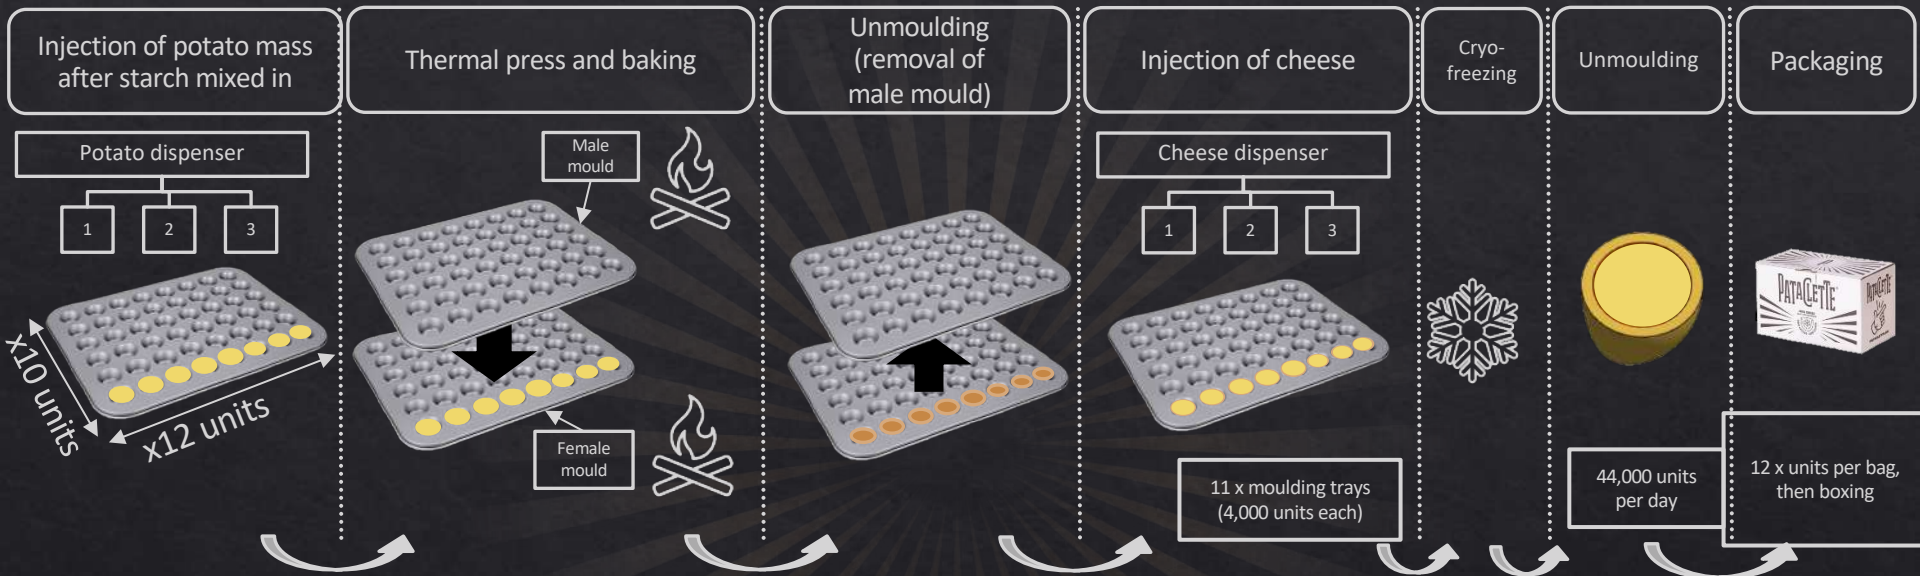 Injection of potato mass
after starch mixed in
Thermal press and baking
Unmoulding
(removal of
male mould)
Injection of cheese
Cryo-
freezing
Unmoulding
Packaging
Potato dispenser
1
2
3
x10 units
x12 units
Male
mould
Female
mould
Cheese dispenser
1
2
3
11 x moulding trays
(4,000 units each)
44,000 units
per day
PATACLETTE
PATACLETTE
12 x units per bag,
then boxing